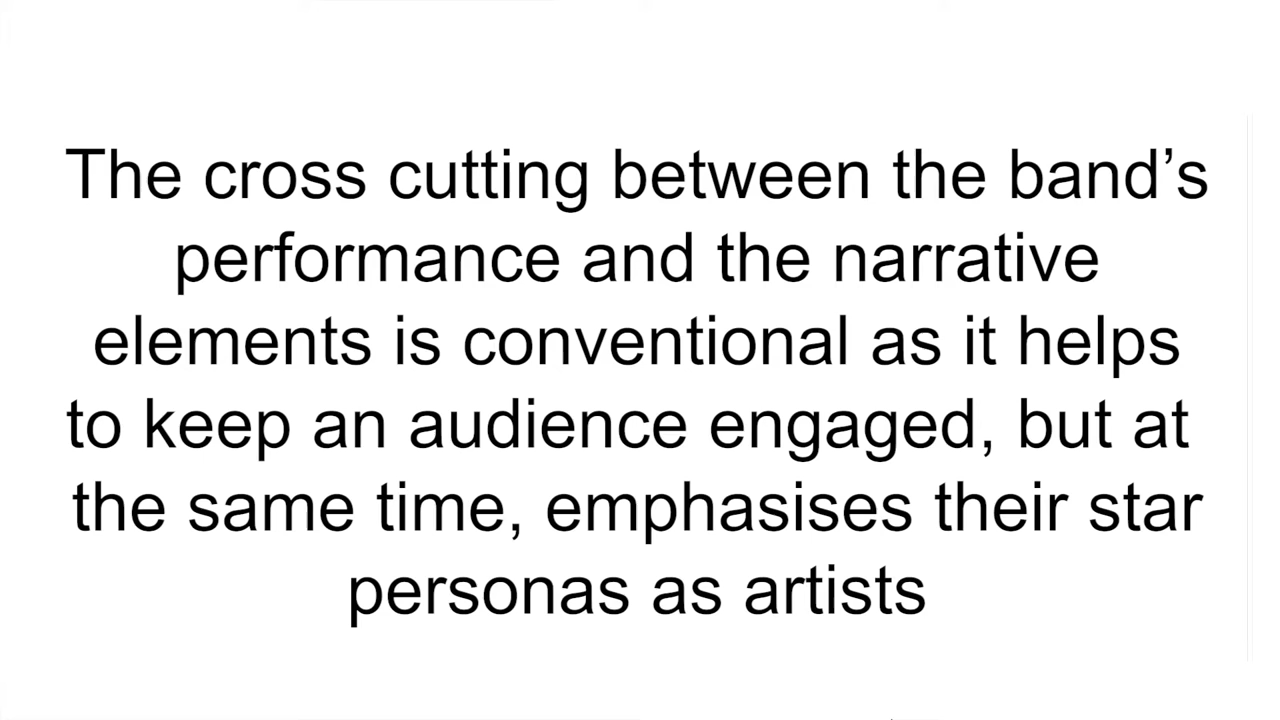 The cross cutting between the band’s
performance and the narrative
elements is conventional as it helps
to keep an audience engaged, but at
the same time, emphasises their star
personas as artists